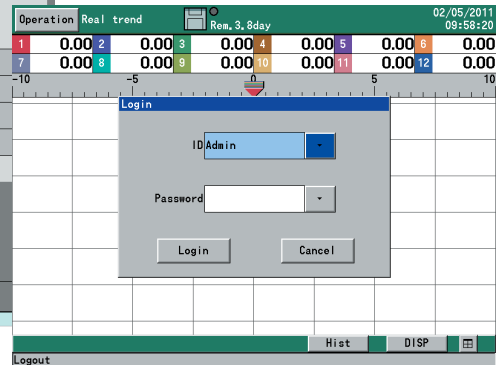 Operation Real trend Rem.3.8day 02/05/2011
09:58:20
1 0.00 2 0.00 3 0.00 4 0.00 5 0.00 6 0.00
7 0.00 8 0.00 9 0.00 10 0.00 11 0.00 12 0.00
-10 -5 0 5 10
Login
ID Admin
Password
Login Cancel
Hist DISP
Logout